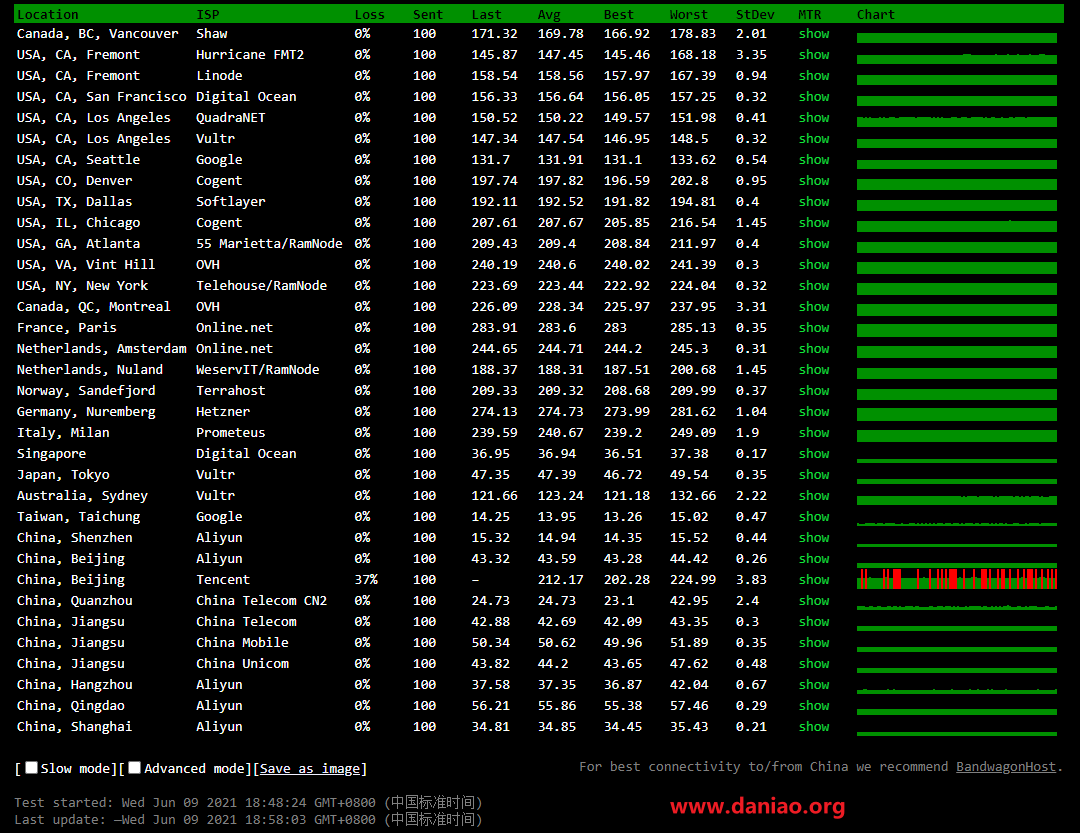 Location ISP Loss Sent Last Avg Best Worst StDev MTR Chart
Canada, BC, Vancouver Shaw 0% 100 171.32 169.78 166.92 178.83 2.01 show
USA, CA, Fremont Hurricane FMT2 0% 100 145.87 147.45 145.46 168.18 3.35 show
USA, CA, Fremont Linode 0% 100 158.54 158.56 157.97 167.39 0.94 show
USA, CA, San Francisco Digital Ocean 0% 100 156.33 156.64 156.05 157.25 0.32 show
USA, CA, Los Angeles QuadraNET 0% 100 150.52 150.22 149.57 151.98 0.41 show
USA, CA, Los Angeles Vultr 0% 100 147.34 147.54 146.95 148.5 0.32 show
USA, CA, Seattle Google 0% 100 131.7 131.91 131.1 133.62 0.54 show
USA, CO, Denver Cogent 0% 100 197.74 197.82 196.59 202.8 0.95 show
USA, TX, Dallas Softlayer 0% 100 192.11 192.52 191.82 194.81 0.4 show
USA, IL, Chicago Cogent 0% 100 207.61 207.67 205.85 216.54 1.45 show
USA, GA, Atlanta 55 Marietta/RamNode 0% 100 209.43 209.4 208.84 211.97 0.4 show
USA, VA, Vint Hill OVH 0% 100 240.19 240.6 240.02 241.39 0.3 show
USA, NY, New York Telehouse/RamNode 0% 100 223.69 223.44 222.92 224.04 0.32 show
Canada, QC, Montreal OVH 0% 100 226.09 228.34 225.97 237.95 3.31 show
France, Paris Online.net 0% 100 283.91 283.6 283 285.13 0.35 show
Netherlands, Amsterdam Online.net 0% 100 244.65 244.71 244.2 245.3 0.31 show
Netherlands, Nuland WeservIT/RamNode 0% 100 188.37 188.31 187.51 200.68 1.45 show
Norway, Sandefjord Terrahost 0% 100 209.33 209.32 208.68 209.99 0.37 show
Germany, Nuremberg Hetzner 0% 100 274.13 274.73 273.99 281.62 1.04 show
Italy, Milan Prometeus 0% 100 239.59 240.67 239.2 249.09 1.9 show
Singapore Digital Ocean 0% 100 36.95 36.94 36.51 37.38 0.17 show
Japan, Tokyo Vultr 0% 100 47.35 47.39 46.72 49.54 0.35 show
Australia, Sydney Vultr 0% 100 121.66 123.24 121.18 132.66 2.22 show
Taiwan, Taichung Google 0% 100 14.25 13.95 13.26 15.02 0.47 show
China, Shenzhen Aliyun 0% 100 15.32 14.94 14.35 15.52 0.44 show
China, Beijing Aliyun 0% 100 43.32 43.59 43.28 44.42 0.26 show
China, Beijing Tencent 37% 100 – 212.17 202.28 224.99 3.83 show
China, Quanzhou China Telecom CN2 0% 100 24.73 24.73 23.1 42.95 2.4 show
China, Jiangsu China Telecom 0% 100 42.88 42.69 42.09 43.35 0.3 show
China, Jiangsu China Mobile 0% 100 50.34 50.62 49.96 51.89 0.35 show
China, Jiangsu China Unicom 0% 100 43.82 44.2 43.65 47.62 0.48 show
China, Hangzhou Aliyun 0% 100 37.58 37.35 36.87 42.04 0.67 show
China, Qingdao Aliyun 0% 100 56.21 55.86 55.38 57.46 0.29 show
China, Shanghai Aliyun 0% 100 34.81 34.85 34.45 35.43 0.21 show
[ Slow mode][ Advanced mode][Save as image] For best connectivity to/from China we recommend BandwagonHost.
Test started: Wed Jun 09 2021 18:48:24 GMT+0800 (中国标准时间)
Last update: —Wed Jun 09 2021 18:58:03 GMT+0800 (中国标准时间)
www.daniao.org